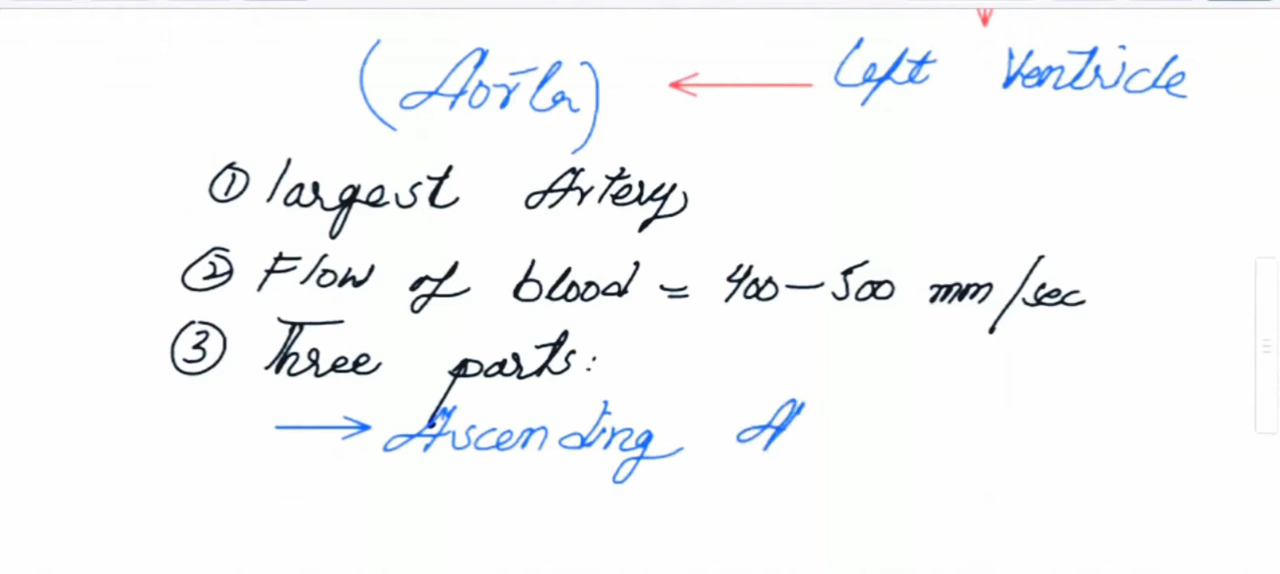 (Aorta) ← Left Ventricle
① largest Artery
② Flow of blood = 400-500 mm/sec
③ Three parts:
→ Ascending A